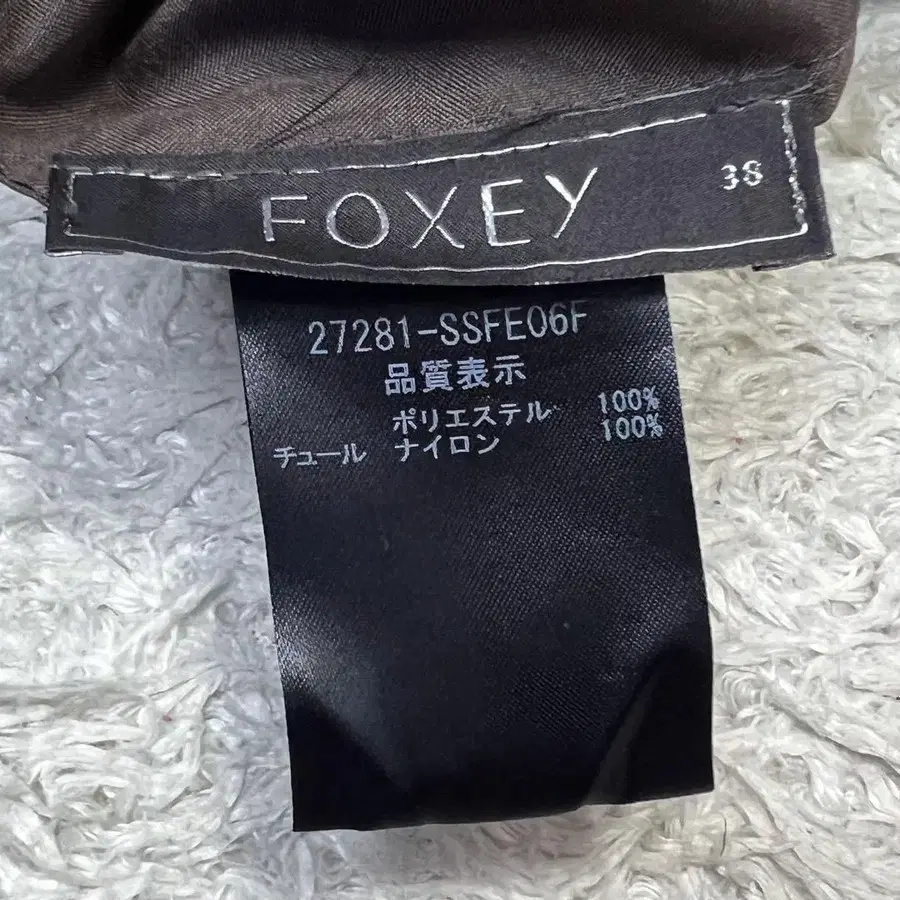 FOXEY 38
27281-SSFE06F
品質表示
ポリエステル 100%
チュール ナイロン 100%